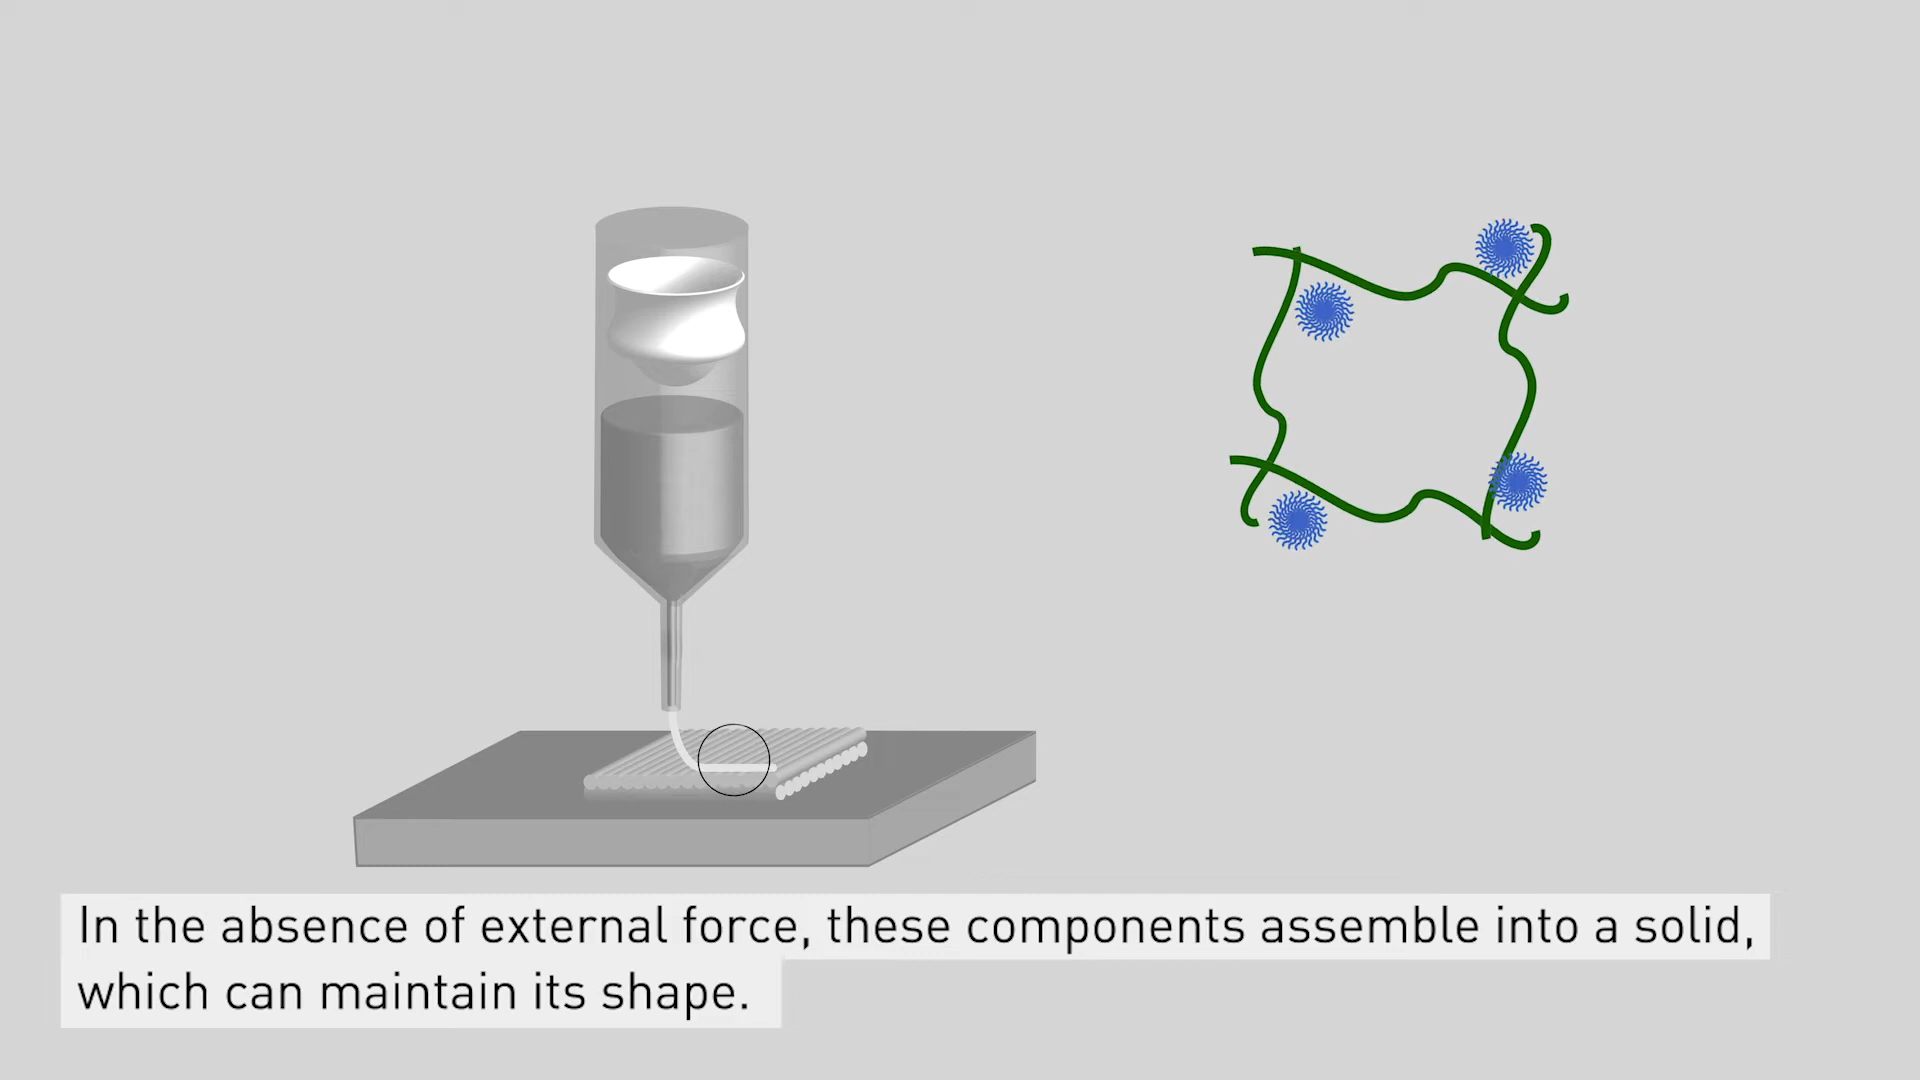 In the absence of external force, these components assemble into a solid,
which can maintain its shape.